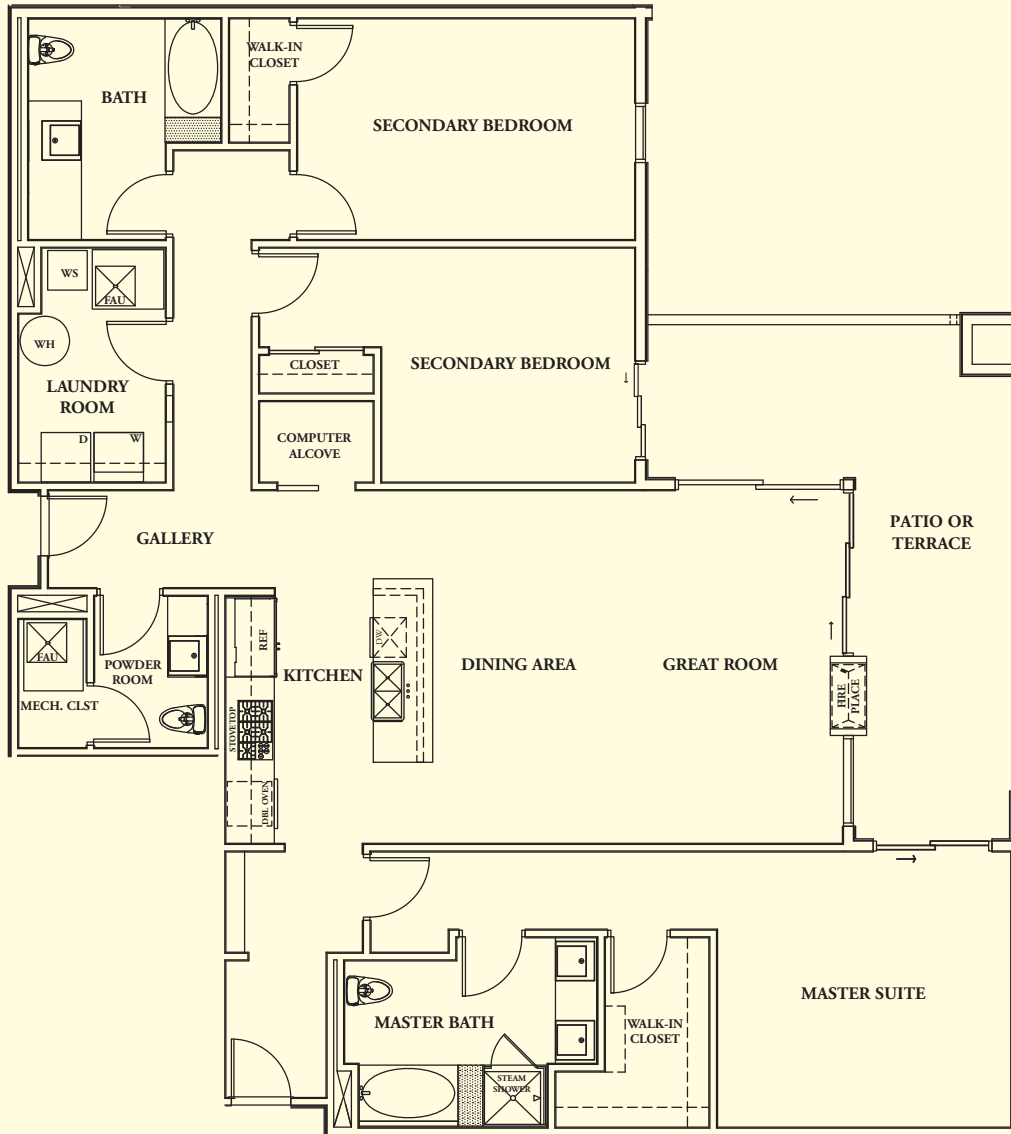 WALK-IN
CLOSET
BATH
SECONDARY BEDROOM
WS
FAU
WH
LAUNDRY
ROOM
D
W
CLOSET
SECONDARY BEDROOM
COMPUTER
ALCOVE
GALLERY
PATIO OR
TERRACE
FAU
POWDER
ROOM
MECH. CLST
REF
KITCHEN
STOVETOP
DBL OVEN
DW
DINING AREA
GREAT ROOM
FIRE
PLACE
MASTER BATH
STEAM
SHOWER
WALK-IN
CLOSET
MASTER SUITE